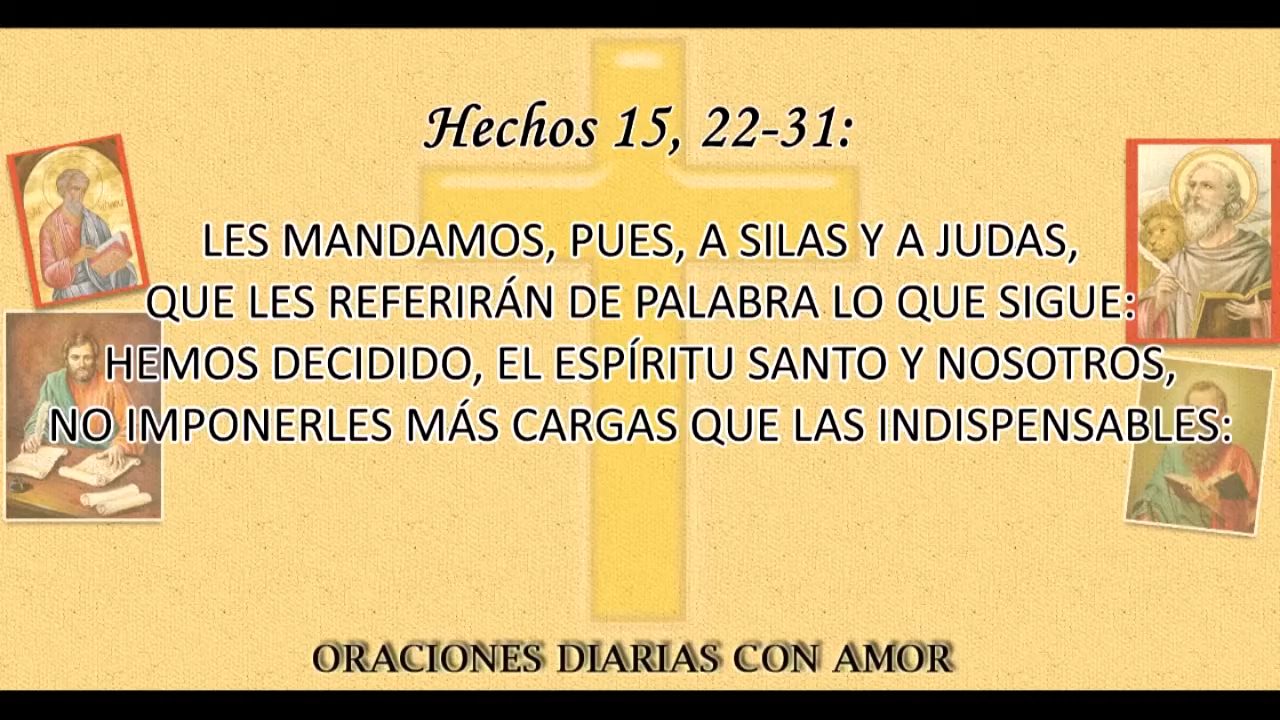 Hechos 15, 22-31:
LES MANDAMOS, PUES, A SILAS Y A JUDAS,
QUE LES REFERIRÁN DE PALABRA LO QUE SIGUE:
HEMOS DECIDIDO, EL ESPÍRITU SANTO Y NOSOTROS,
NO IMPONERLES MÁS CARGAS QUE LAS INDISPENSABLES:
ORACIONES DIARIAS CON AMOR